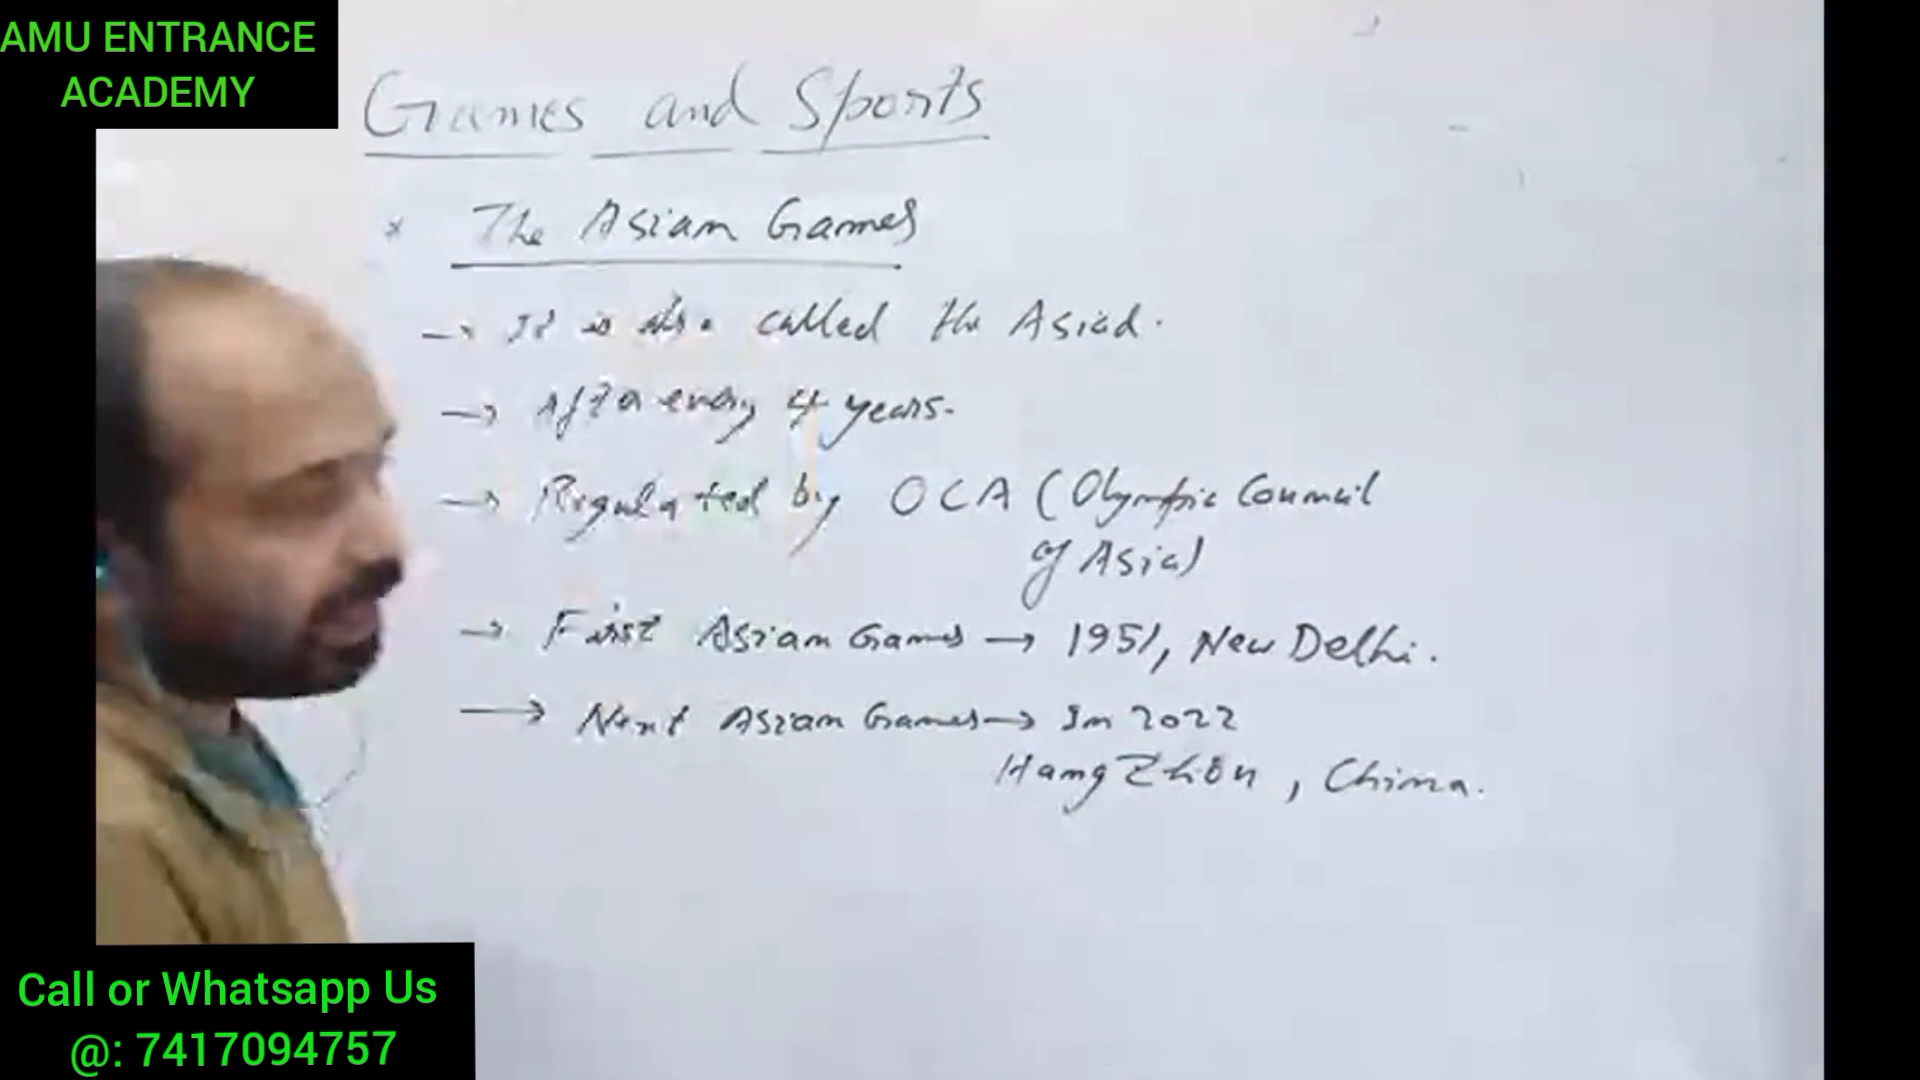 AMU ENTRANCE
ACADEMY
Games and Sports
* The Asian Games
→ It is also called the Asiad.
→ After every 4 years.
→ Regulated by OCA (Olympic Council
of Asia)
→ First Asian Games → 1951, New Delhi.
→ Next Asian Games → In 2022
HangZhou, China.
Call or Whatsapp Us
@: 7417094757